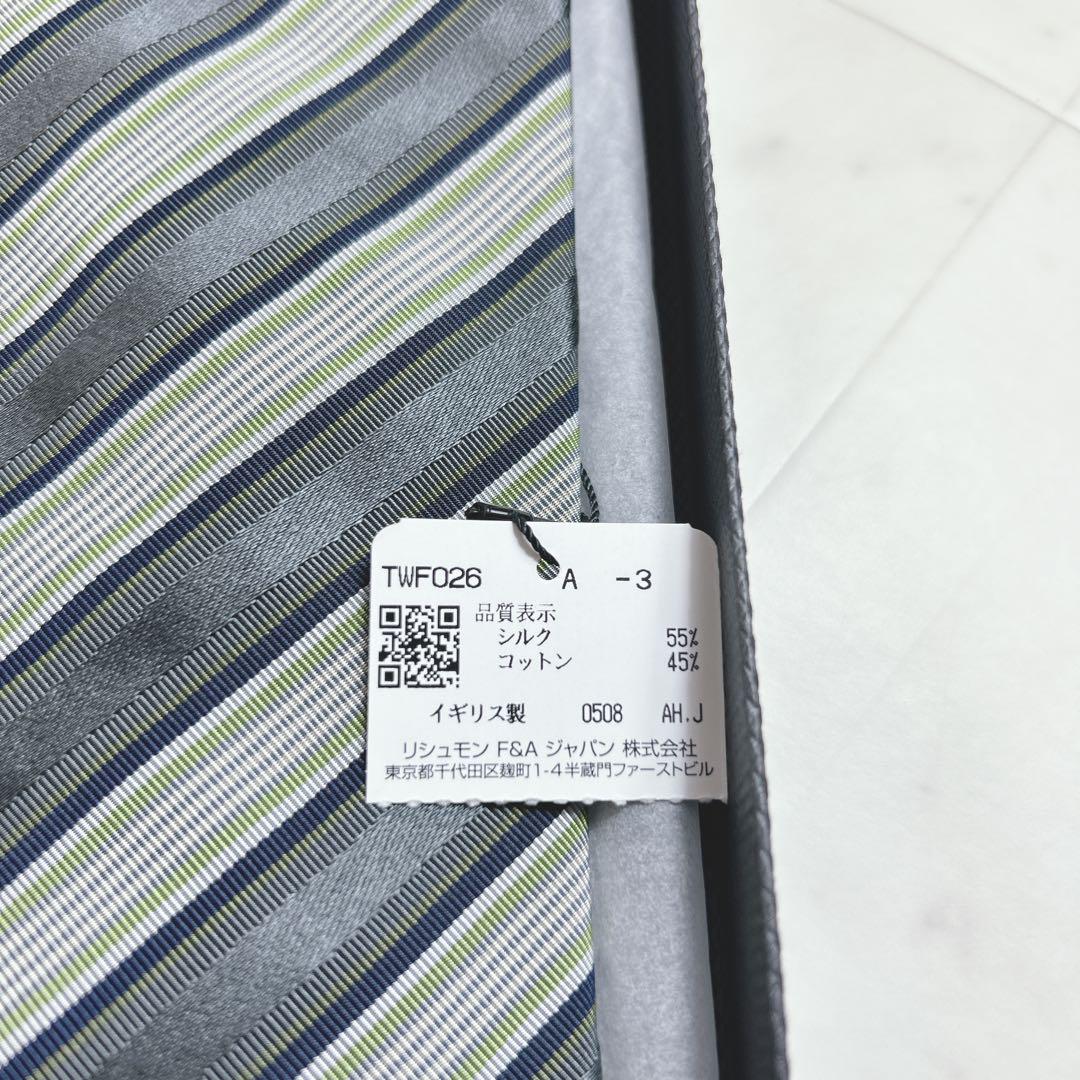 TWF026 A -3
品質表示
シルク 55%
コットン 45%
イギリス製 0508 AH.J
リシュモン F&A ジャパン 株式会社
東京都千代田区麹町1-4半蔵門ファーストビル